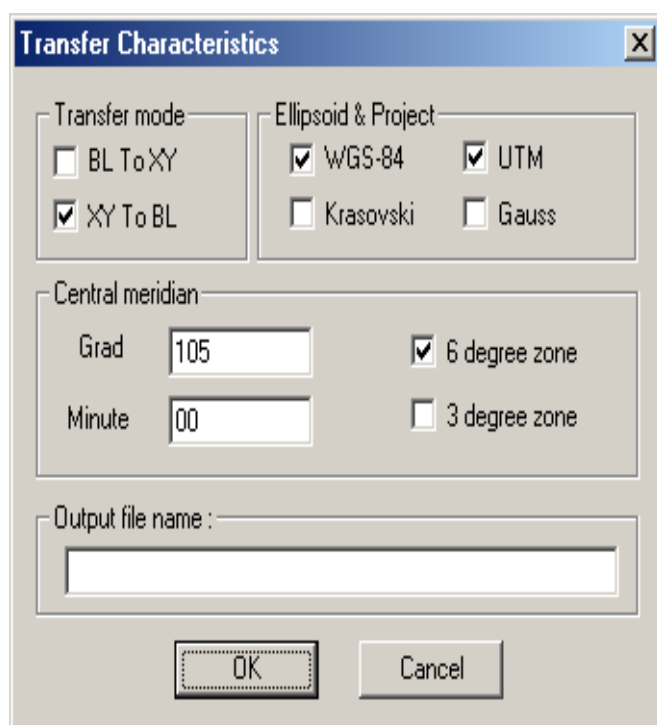 Transfer Characteristics
Transfer mode
BL To XY
XY To BL
Ellipsoid & Project
WGS-84
UTM
Krasovski
Gauss
Central meridian
Grad
105
6 degree zone
Minute
00
3 degree zone
Output file name :
OK
Cancel